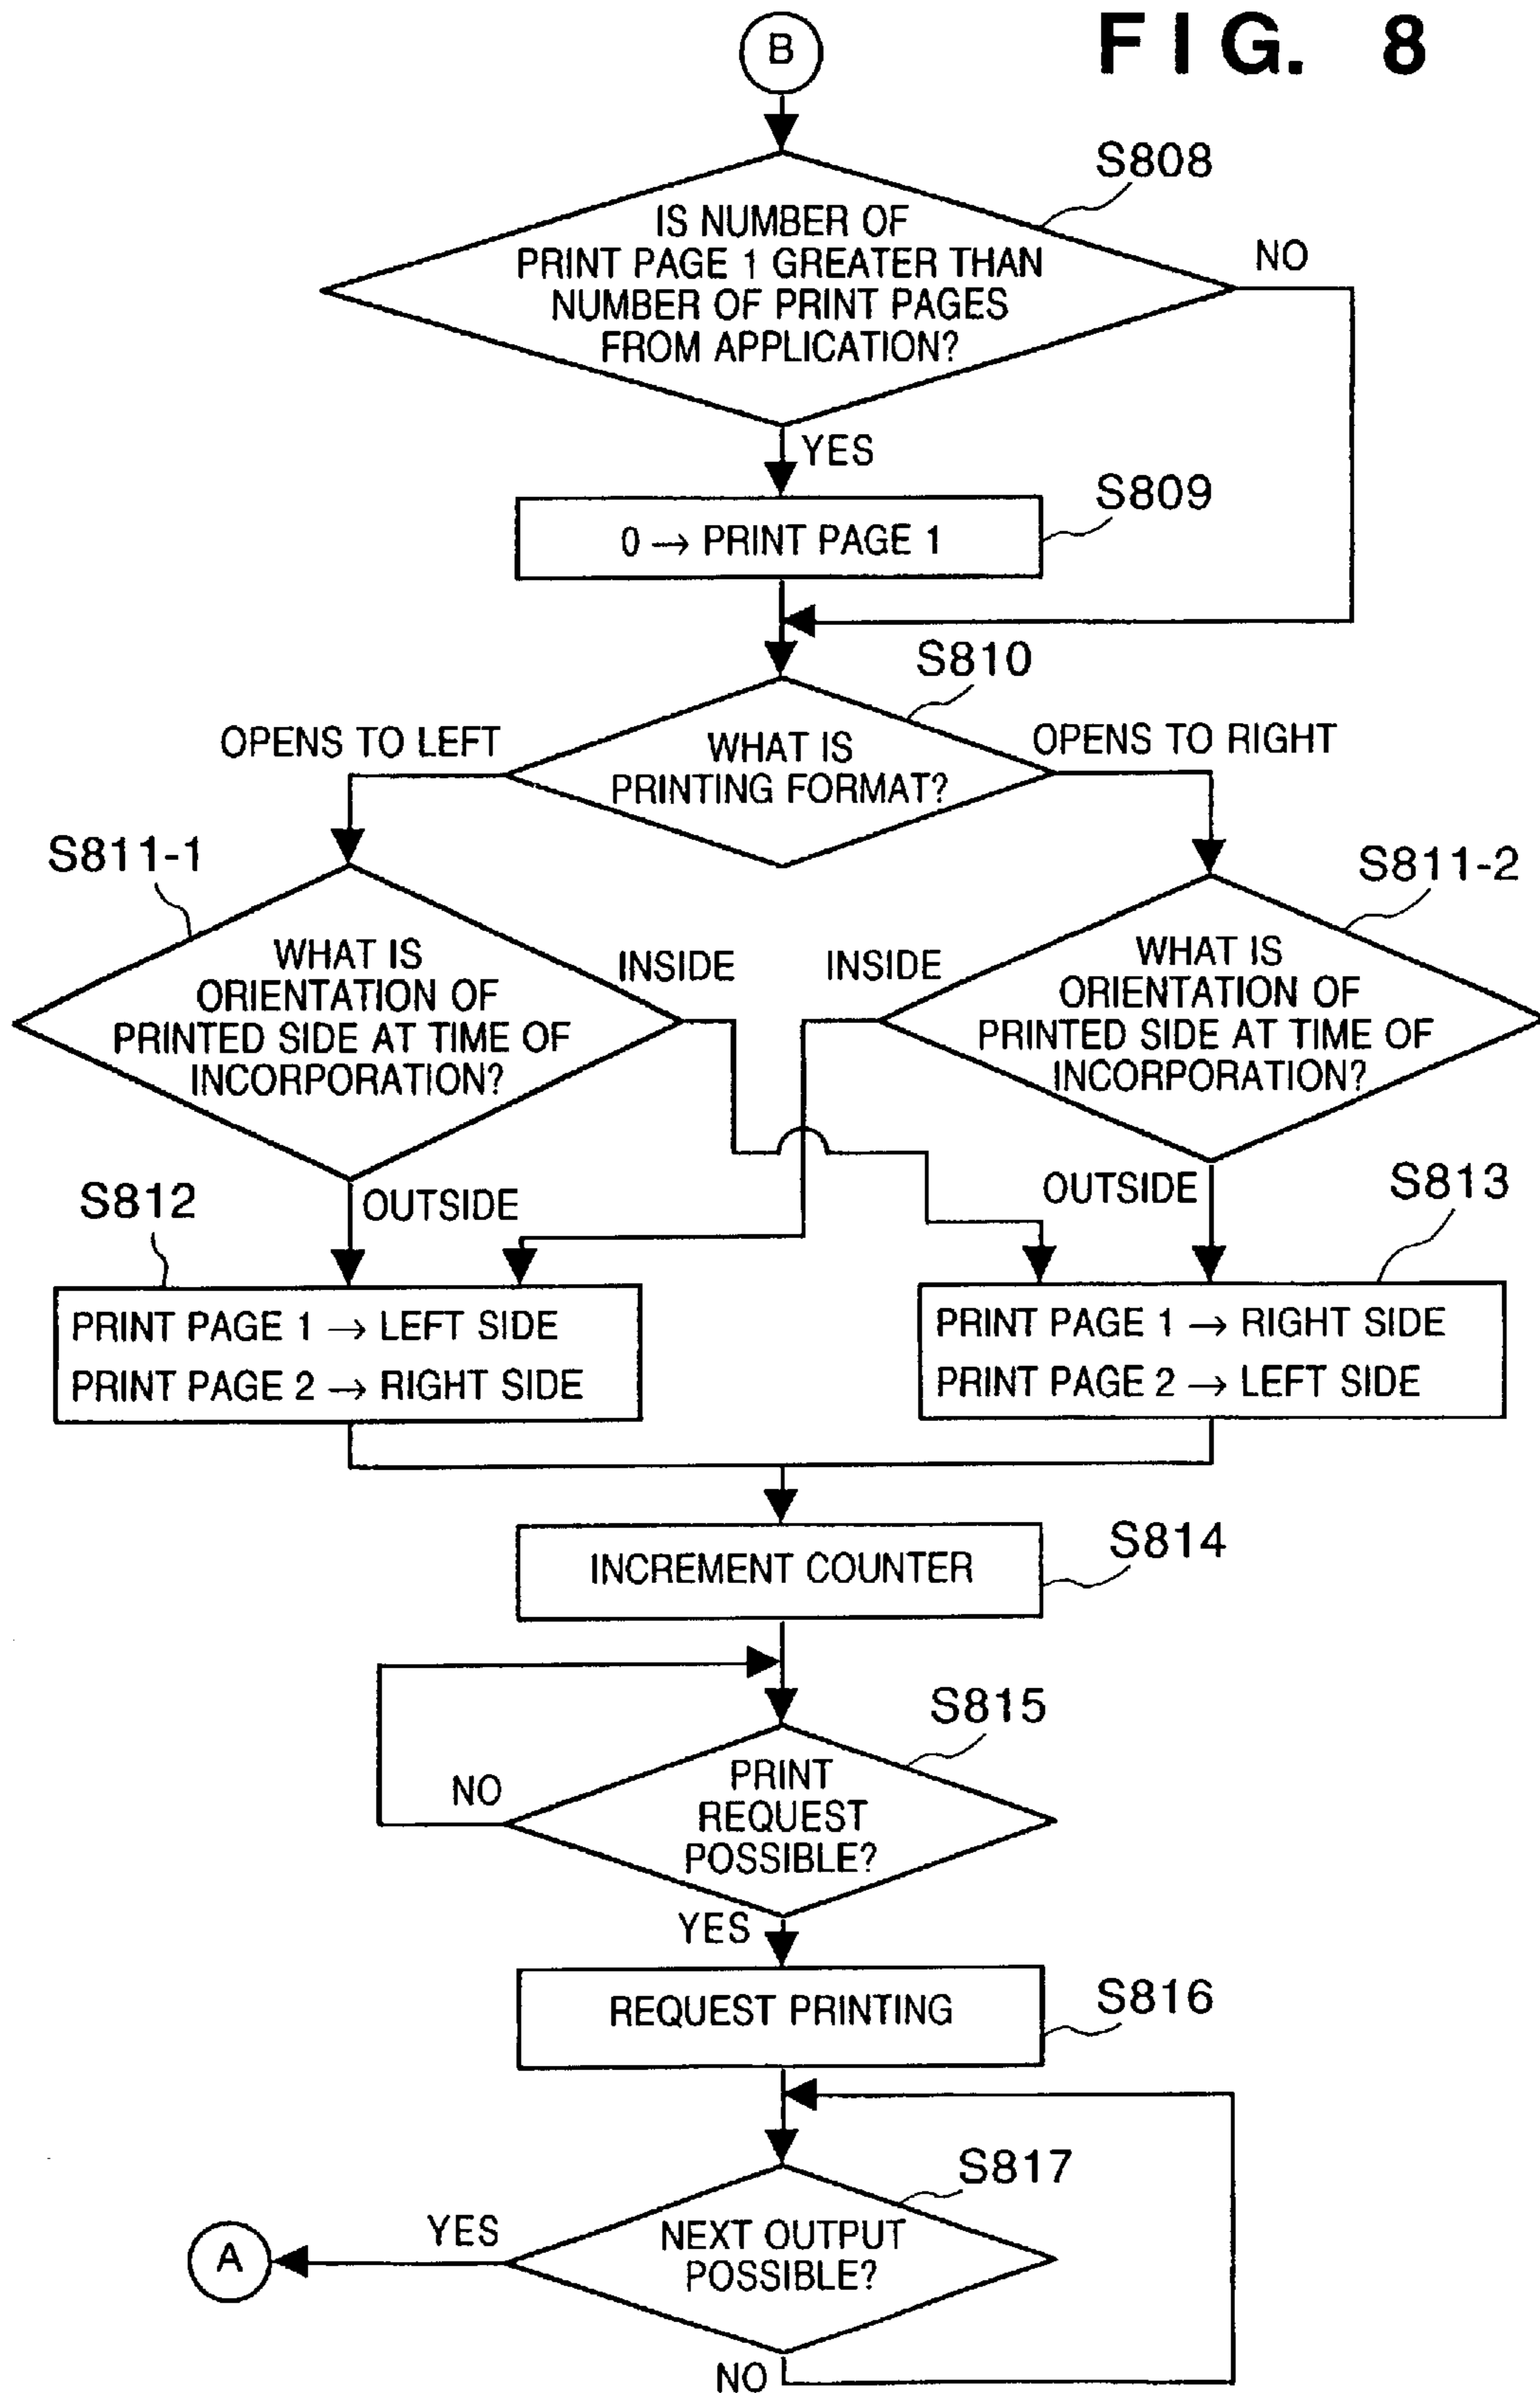 FIG. 8
B
S808
IS NUMBER OF
PRINT PAGE 1 GREATER THAN
NUMBER OF PRINT PAGES
FROM APPLICATION?
NO
YES
S809
0 → PRINT PAGE 1
S810
OPENS TO LEFT
WHAT IS
PRINTING FORMAT?
OPENS TO RIGHT
S811-1
WHAT IS
ORIENTATION OF
PRINTED SIDE AT TIME OF
INCORPORATION?
INSIDE
INSIDE
S811-2
WHAT IS
ORIENTATION OF
PRINTED SIDE AT TIME OF
INCORPORATION?
S812
OUTSIDE
OUTSIDE
S813
PRINT PAGE 1 → LEFT SIDE
PRINT PAGE 2 → RIGHT SIDE
PRINT PAGE 1 → RIGHT SIDE
PRINT PAGE 2 → LEFT SIDE
INCREMENT COUNTER
S814
S815
NO
PRINT
REQUEST
POSSIBLE?
YES
REQUEST PRINTING
S816
S817
A
YES
NEXT OUTPUT
POSSIBLE?
NO